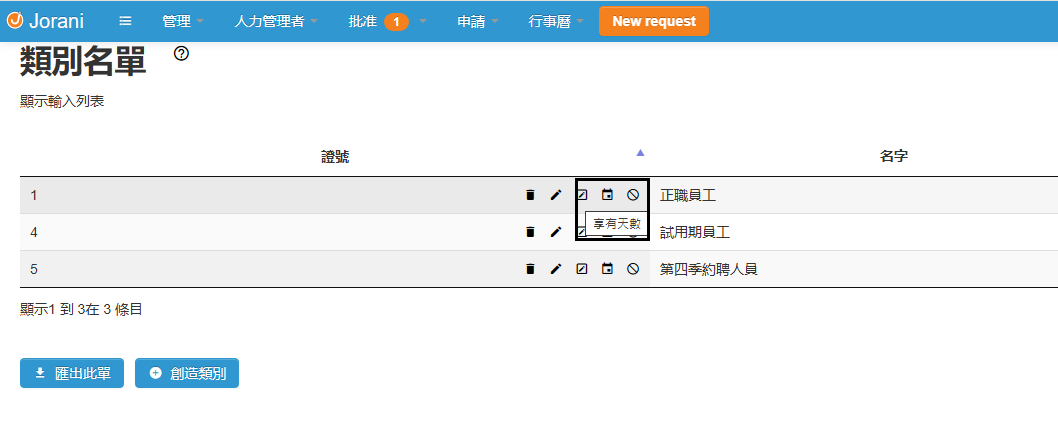 Jorani 管理 人力管理者 批准 1 申請 行事曆 New request
類別名單
顯示輸入列表
證號 名字
1 正職員工
享有天數
4 試用期員工
5 第四季約聘人員
顯示1 到 3在 3 條目
匯出此單 創造類別